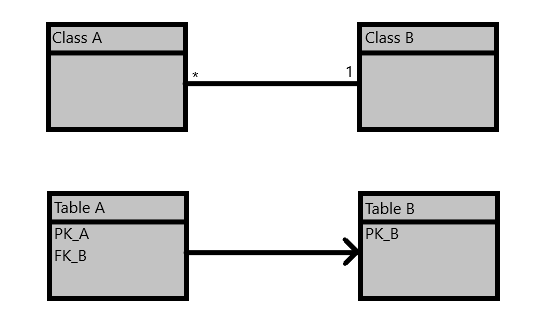 Class A
Class B
*
1
Table A
PK_A
FK_B
Table B
PK_B